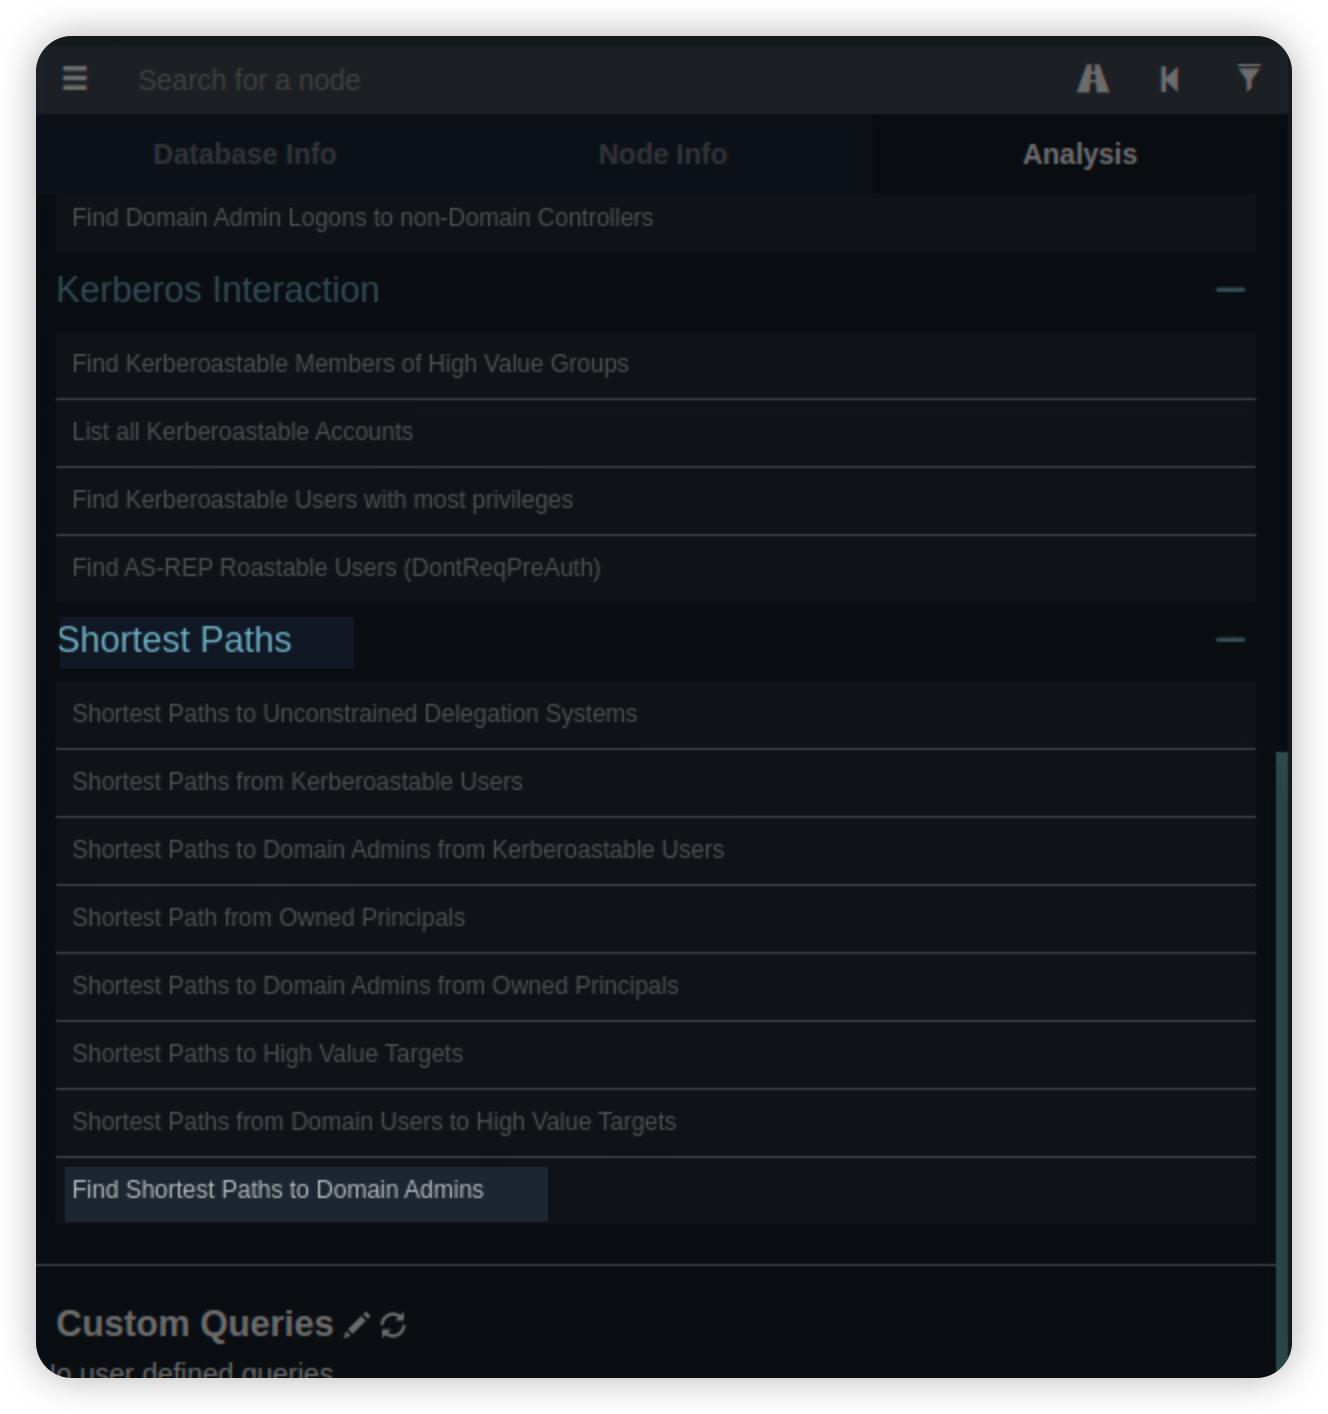 Search for a node
Database Info
Node Info
Analysis
Find Domain Admin Logons to non-Domain Controllers
Kerberos Interaction
Find Kerberoastable Members of High Value Groups
List all Kerberoastable Accounts
Find Kerberoastable Users with most privileges
Find AS-REP Roastable Users (DontReqPreAuth)
Shortest Paths
Shortest Paths to Unconstrained Delegation Systems
Shortest Paths from Kerberoastable Users
Shortest Paths to Domain Admins from Kerberoastable Users
Shortest Path from Owned Principals
Shortest Paths to Domain Admins from Owned Principals
Shortest Paths to High Value Targets
Shortest Paths from Domain Users to High Value Targets
Find Shortest Paths to Domain Admins
Custom Queries
No user defined queries